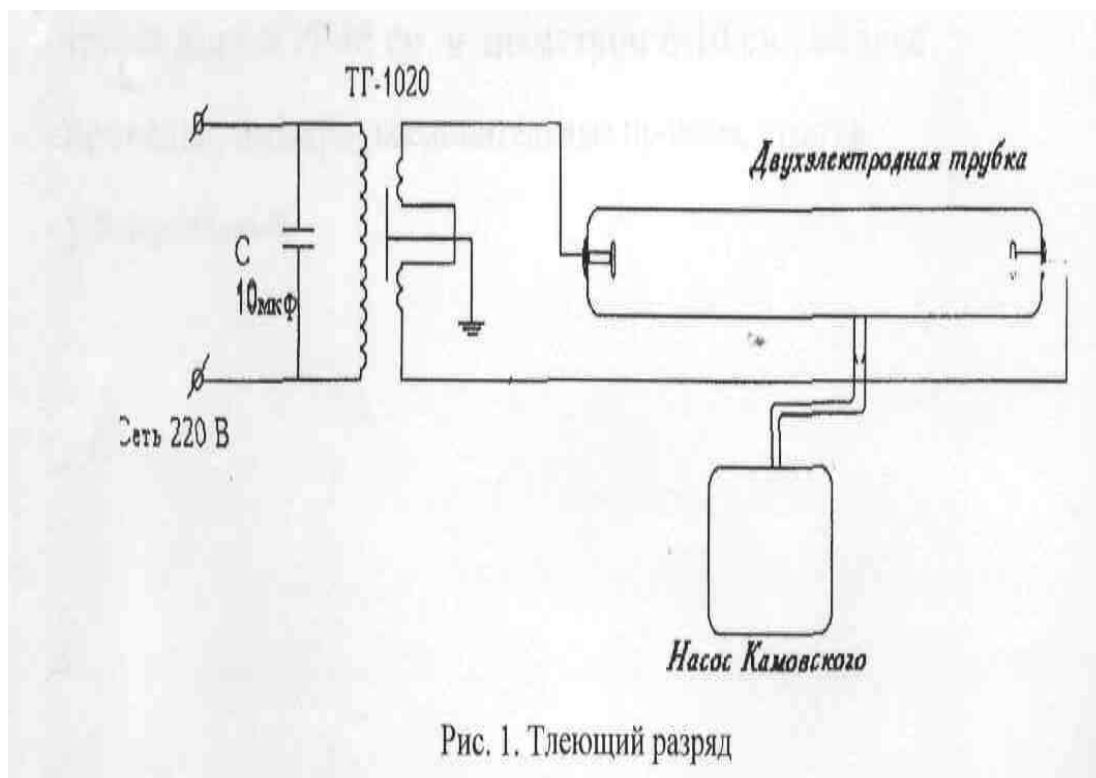 ТГ-1020
Двухэлектродная трубка
С
10мкФ
Сеть 220 В
Насос Камовского
Рис. 1. Тлеющий разряд